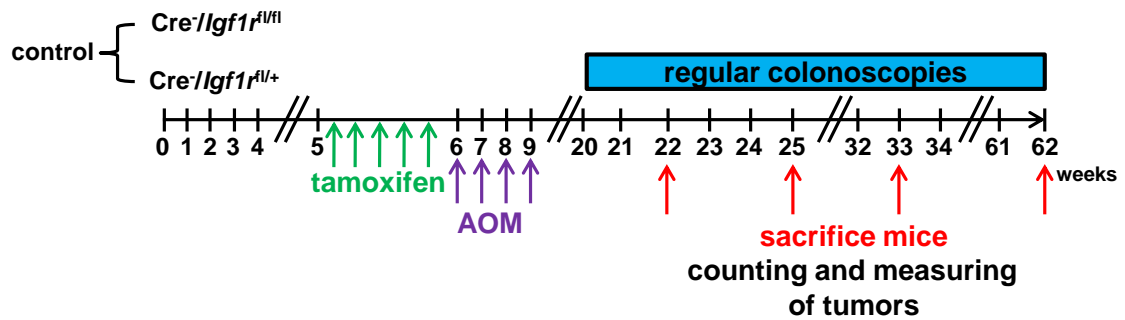 Cre⁻/Igf1rfl/fl
control
Cre⁻/Igf1rfl/+
regular colonoscopies
0 1 2 3 4 5 6 7 8 9 20 21 22 23 24 25 32 33 34 61 62
weeks
tamoxifen
AOM
sacrifice mice
counting and measuring
of tumors